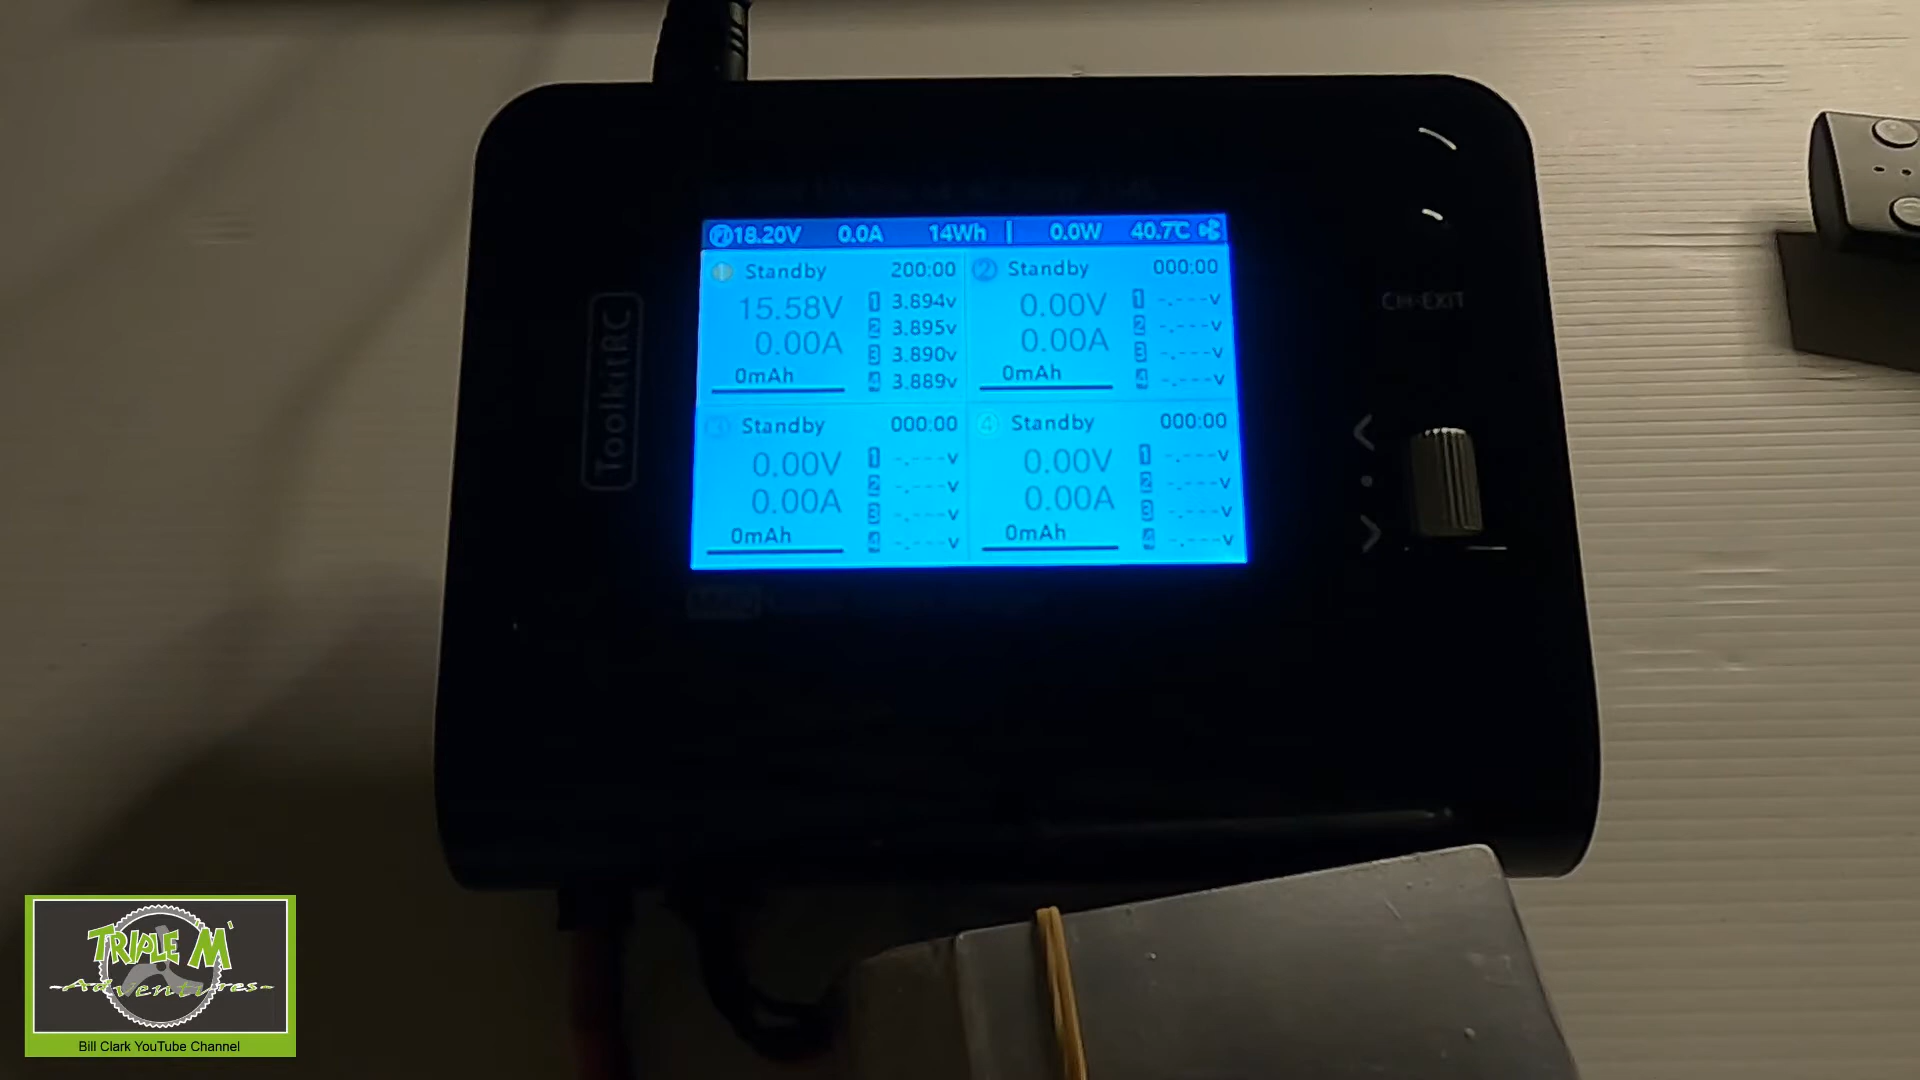 18.20V 0.0A 14Wh 0.0W 40.7℃
1 Standby 200:00
15.58V
0.00A
0mAh
1 3.894v
2 3.895v
3 3.890v
4 3.889v
2 Standby 000:00
0.00V
0.00A
0mAh
1 -.---v
2 -.---v
3 -.---v
4 -.---v
3 Standby 000:00
0.00V
0.00A
0mAh
1 -.---v
2 -.---v
3 -.---v
4 -.---v
4 Standby 000:00
0.00V
0.00A
0mAh
1 -.---v
2 -.---v
3 -.---v
4 -.---v
ToolkitRC
CH-EXIT
TRIPLE M
-Adventures-
Bill Clark YouTube Channel